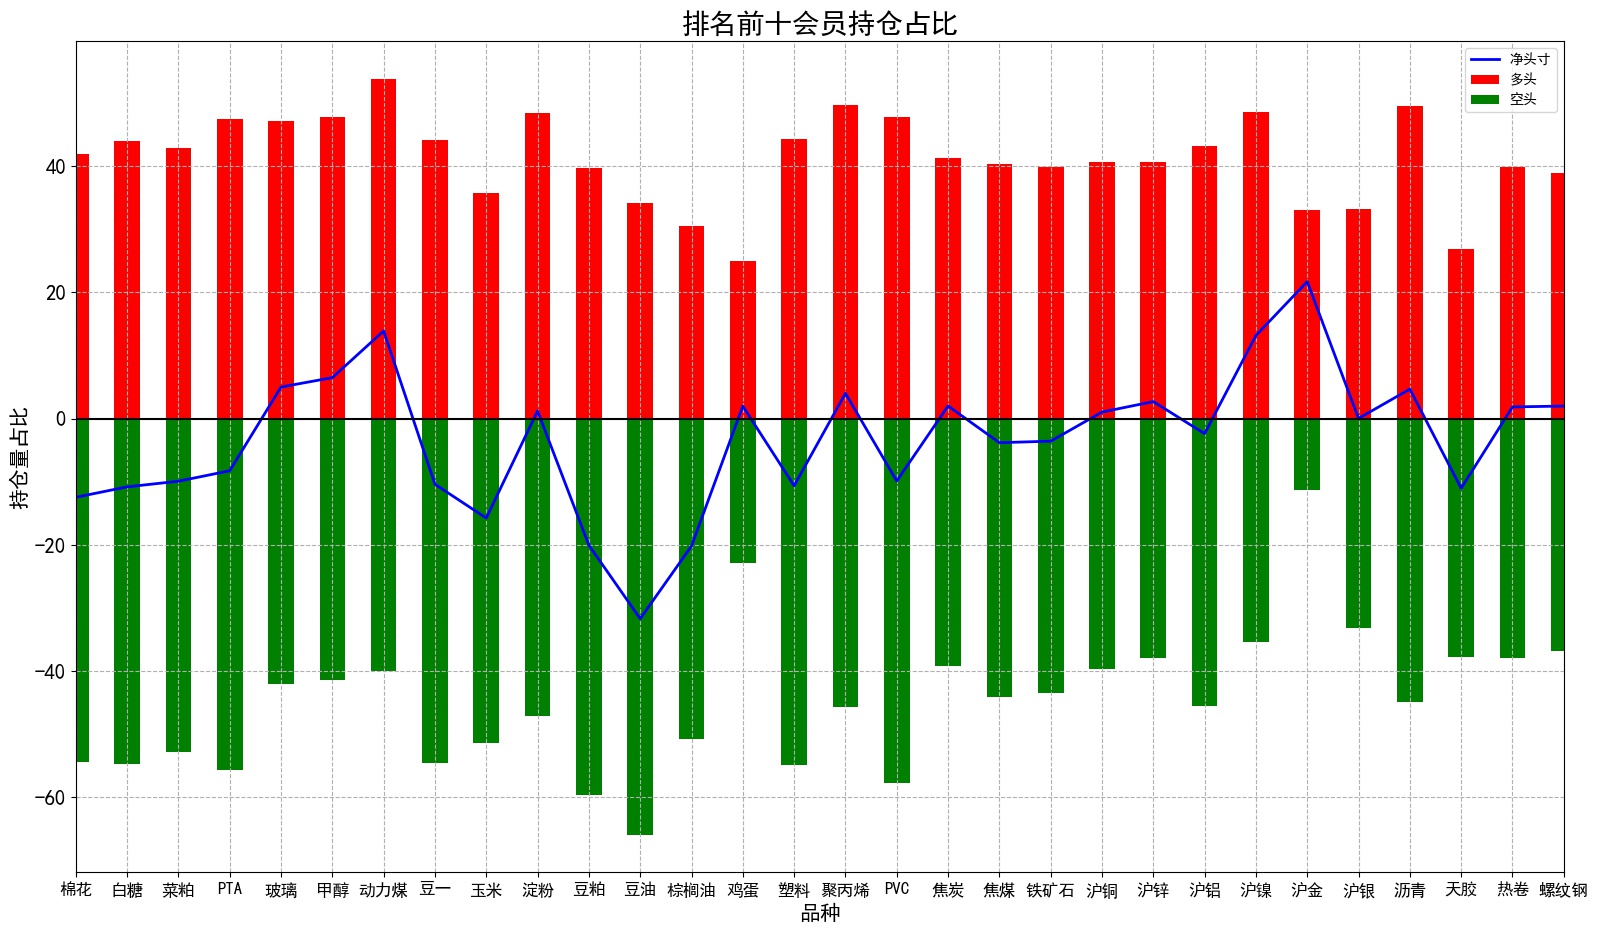 排名前十会员持仓占比
净头寸
多头
空头
持仓量占比
40
20
0
−20
−40
−60
棉花 白糖 菜粕 PTA 玻璃 甲醇 动力煤 豆一 玉米 淀粉 豆粕 豆油 棕榈油 鸡蛋 塑料 聚丙烯 PVC 焦炭 焦煤 铁矿石 沪铜 沪锌 沪铝 沪镍 沪金 沪银 沥青 天胶 热卷 螺纹钢
品种